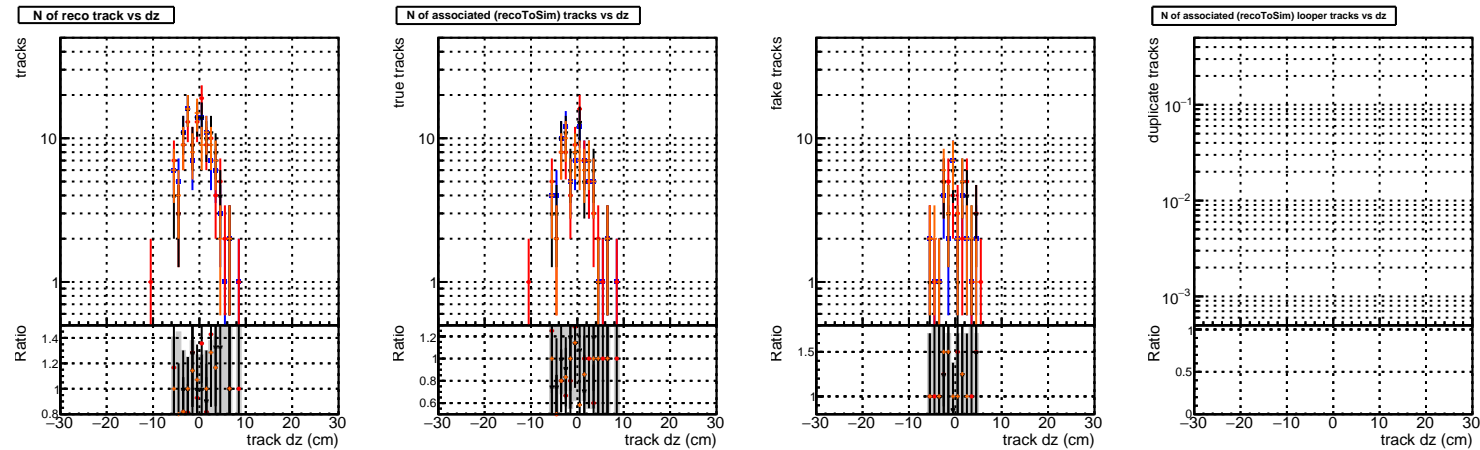 N of reco track vs dz
tracks
10
1
Ratio
1.4
1.2
1
0.8
−30 −20 −10 0 10 20 30
track dz (cm)
N of associated (recoToSim) tracks vs dz
true tracks
10
1
Ratio
1.2
1
0.8
0.6
−30 −20 −10 0 10 20 30
track dz (cm)
fake tracks
10
1
Ratio
1.5
1
−30 −20 −10 0 10 20 30
track dz (cm)
N of associated (recoToSim) looper tracks vs dz
duplicate tracks
10−1
10−2
10−3
Ratio
1
0.5
0
−30 −20 −10 0 10 20 30
track dz (cm)